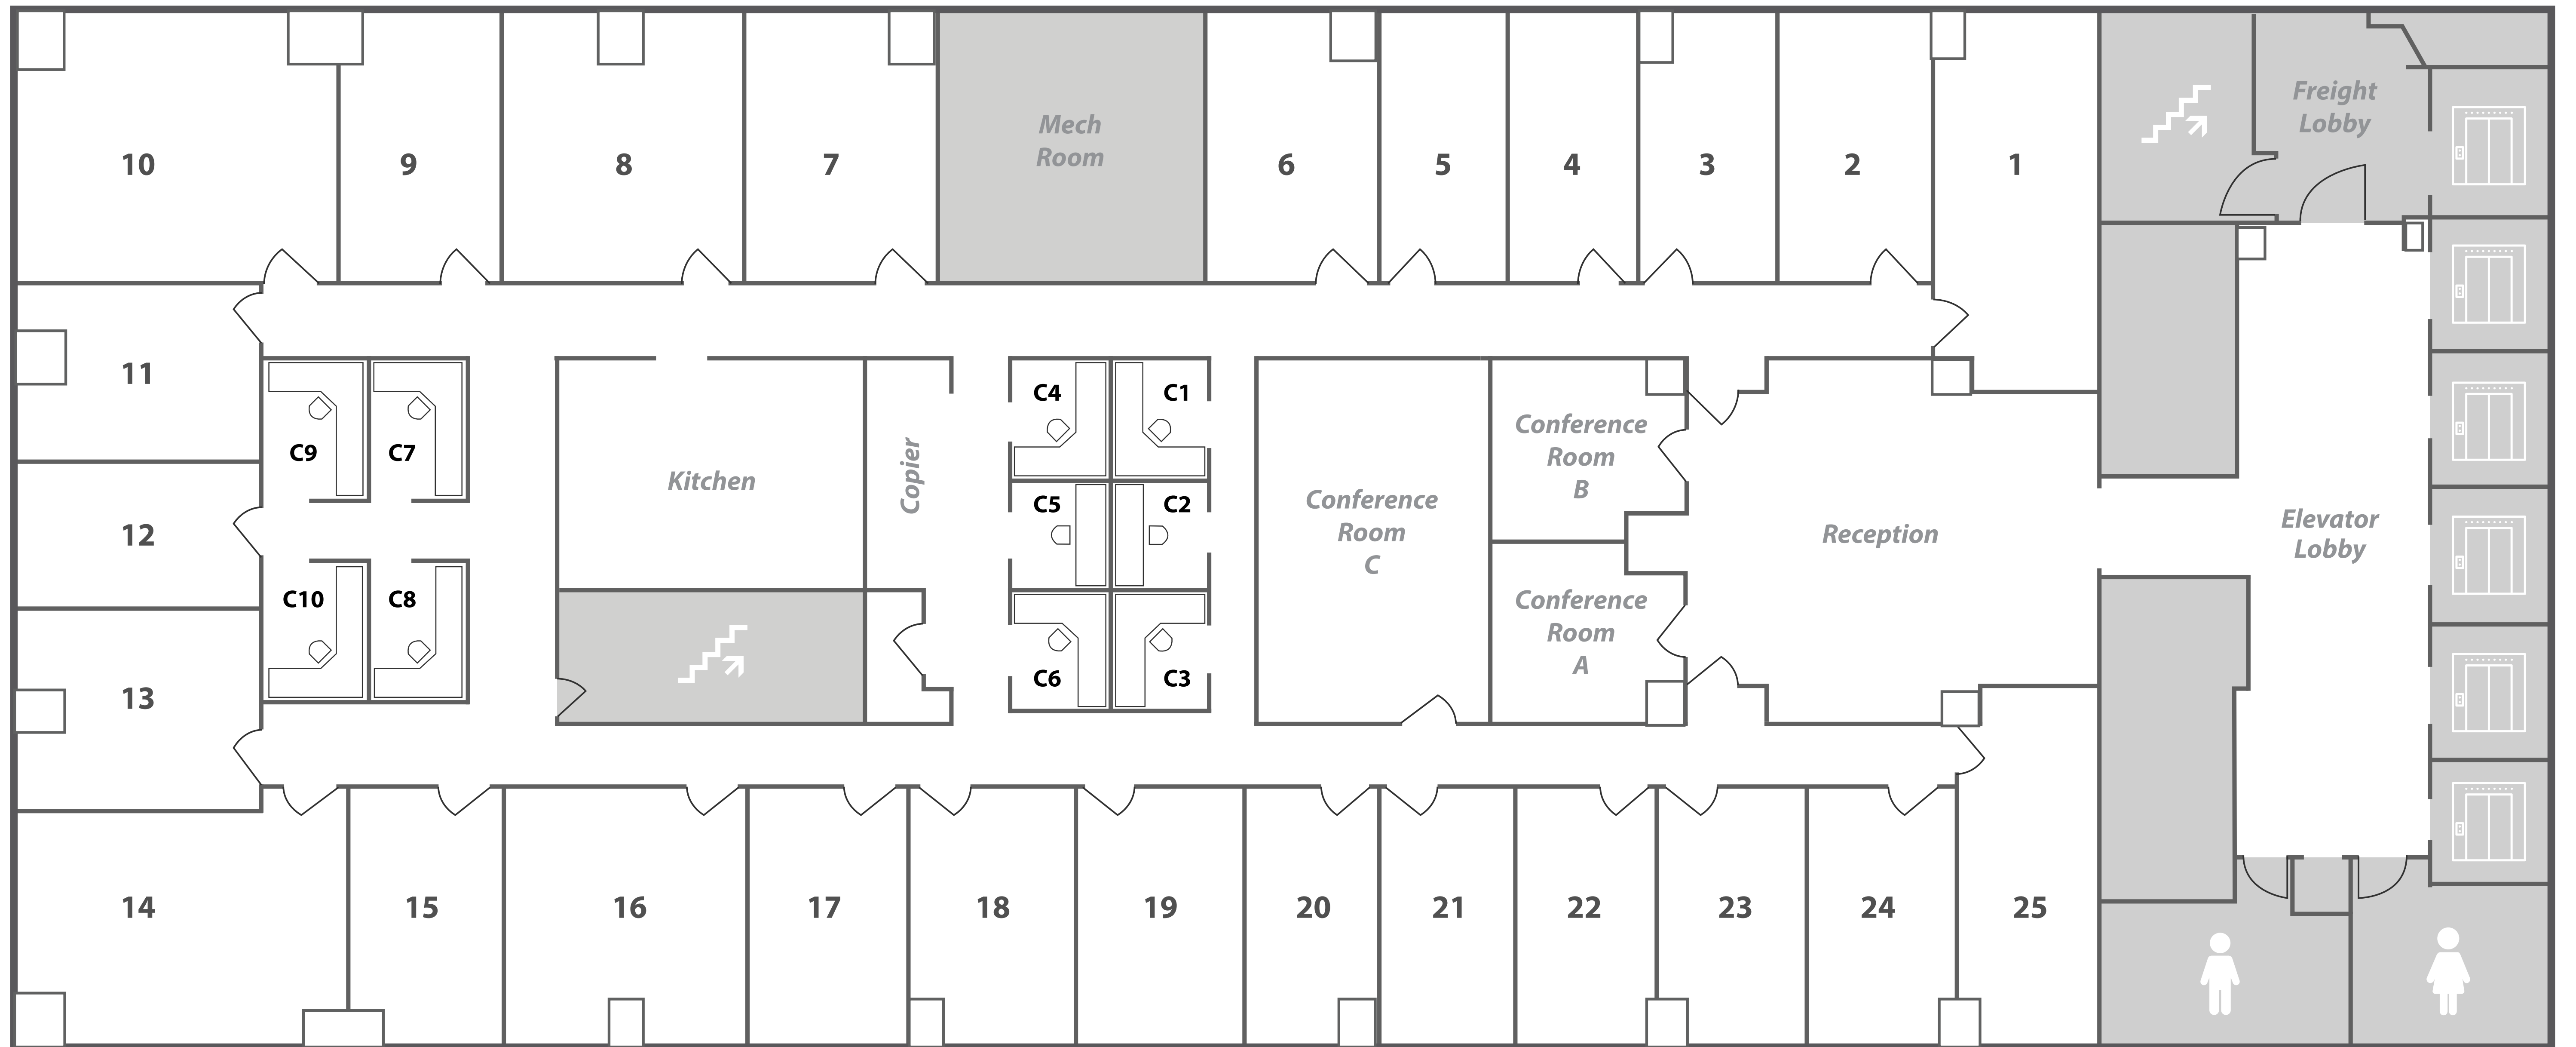 10
9
8
7
Mech
Room
6
5
4
3
2
1
Freight
Lobby
11
C9
C7
Kitchen
Copier
C4
C1
C5
C2
C6
C3
Conference
Room
C
Conference
Room
B
Conference
Room
A
Reception
Elevator
Lobby
12
C10
C8
13
14
15
16
17
18
19
20
21
22
23
24
25